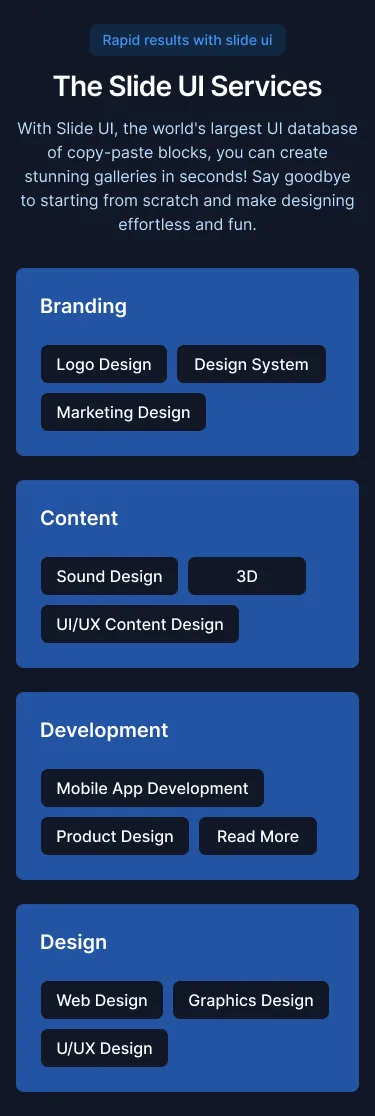 Rapid results with slide ui
The Slide UI Services
With Slide UI, the world's largest UI database
of copy-paste blocks, you can create
stunning galleries in seconds! Say goodbye
to starting from scratch and make designing
effortless and fun.
Branding
Logo Design Design System
Marketing Design
Content
Sound Design 3D
UI/UX Content Design
Development
Mobile App Development
Product Design Read More
Design
Web Design Graphics Design
U/UX Design